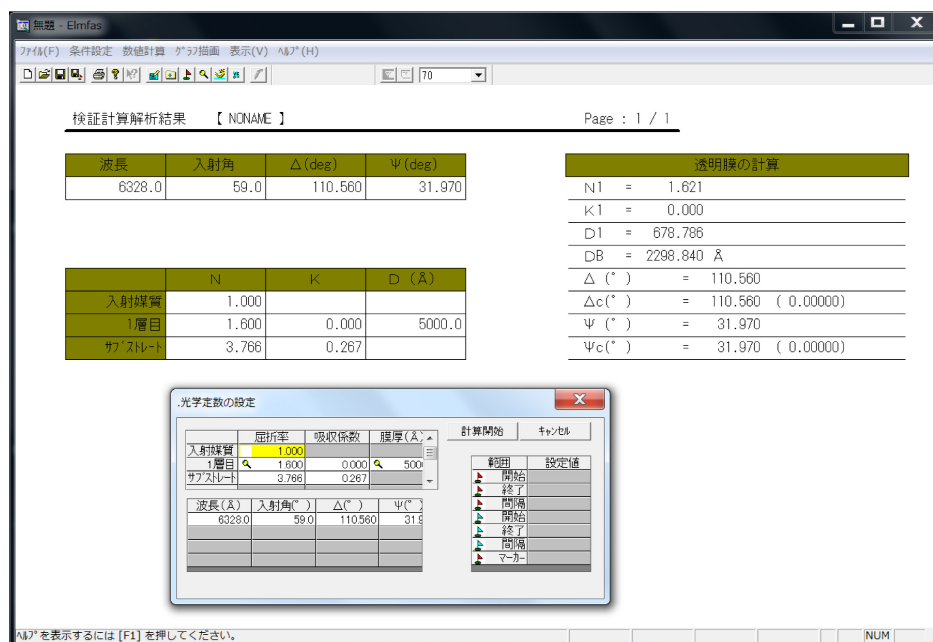 無題 - Elmfas
ﾌｧｲﾙ(F) 条件設定 数値計算 ｸﾞﾗﾌ描画 表示(V) ﾍﾙﾌﾟ(H)
70
検証計算解析結果 【 NONAME 】 Page : 1 / 1
波長 入射角 Δ(deg) Ψ(deg)
6328.0 59.0 110.560 31.970
透明膜の計算
N1 = 1.621
K1 = 0.000
D1 = 678.786
DB = 2298.840 Å
Δ (°) = 110.560
Δc(°) = 110.560 ( 0.00000)
Ψ (°) = 31.970
Ψc(°) = 31.970 ( 0.00000)
N K D (Å)
入射媒質 1.000
1層目 1.600 0.000 5000.0
ｻﾌﾞｽﾄﾚｰﾄ 3.766 0.267
.光学定数の設定
屈折率 吸収係数 膜厚(Å)
入射媒質 1.000
1層目 1.600 0.000 500
ｻﾌﾞｽﾄﾚｰﾄ 3.766 0.267
波長(Å) 入射角(°) Δ(°) Ψ(°
6328.0 59.0 110.560 31.9
計算開始 ｷｬﾝｾﾙ
範囲 設定値
開始
終了
間隔
開始
終了
間隔
マーカー
ﾍﾙﾌﾟを表示するには [F1] を押してください。 NUM